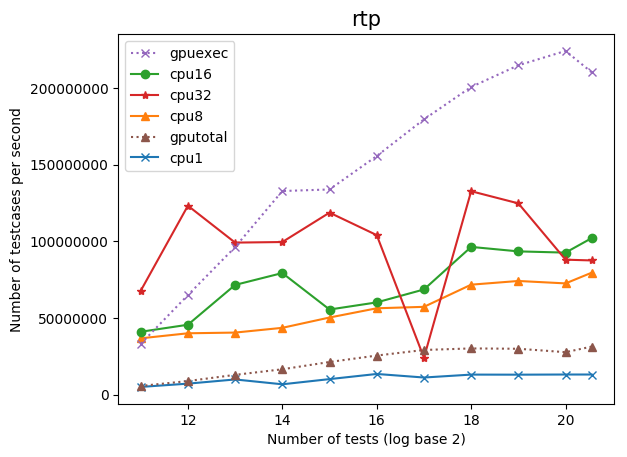 rtp
gpuexec
cpu16
cpu32
cpu8
gputotal
cpu1
Number of testcases per second
200000000
150000000
100000000
50000000
0
12 14 16 18 20
Number of tests (log base 2)